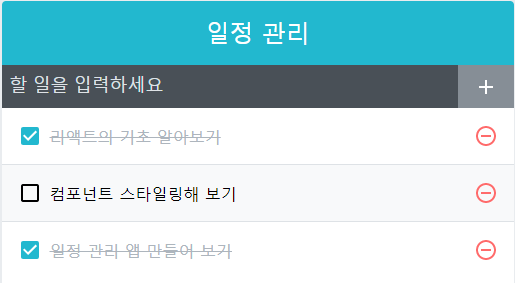 일정 관리
할 일을 입력하세요
리액트의 기초 알아보기
컴포넌트 스타일링해 보기
일정 관리 앱 만들어 보기